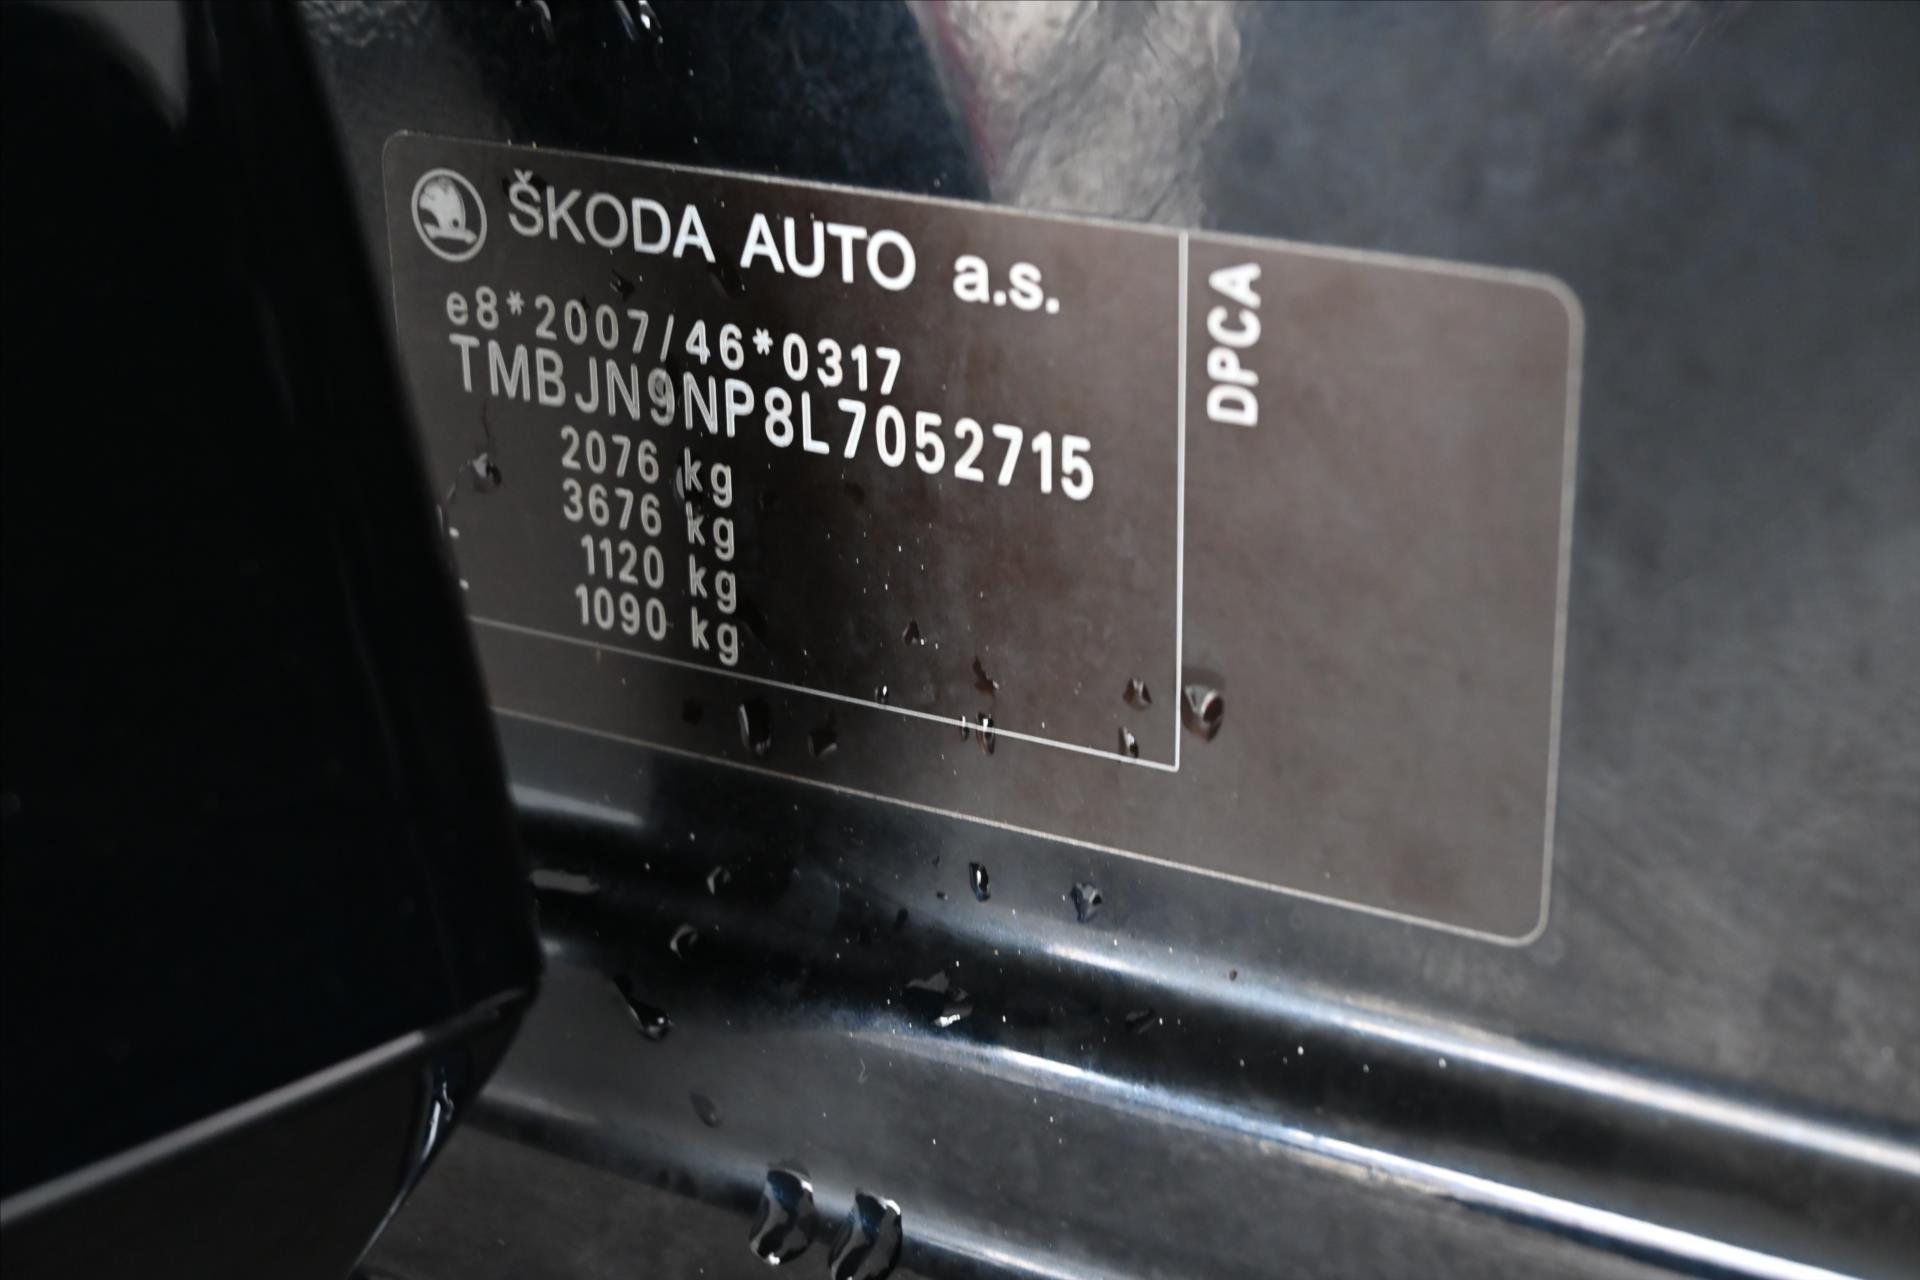 ŠKODA AUTO a.s.
e8*2007/46*0317
TMBJN9NP8L7052715
2076 kg
3676 kg
1120 kg
1090 kg
DPCA